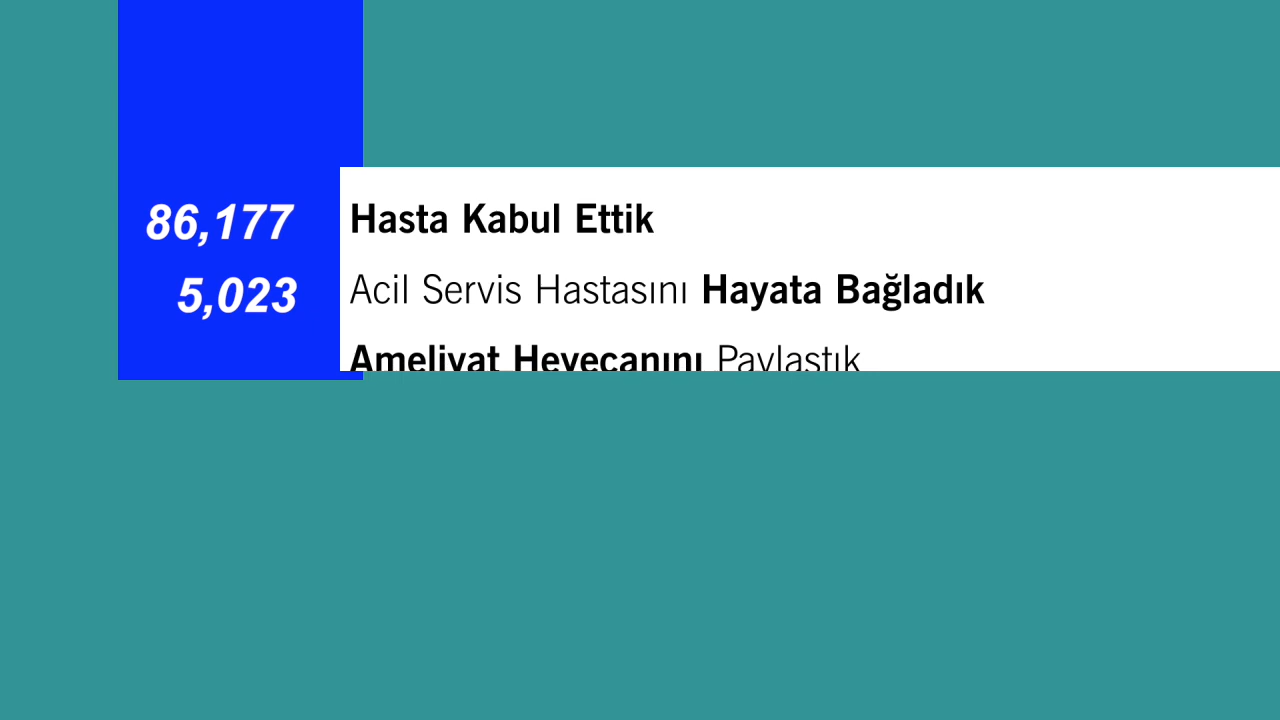 86,177 Hasta Kabul Ettik
5,023 Acil Servis Hastasını Hayata Bağladık
Ameliyat Heyecanını Paylaştık